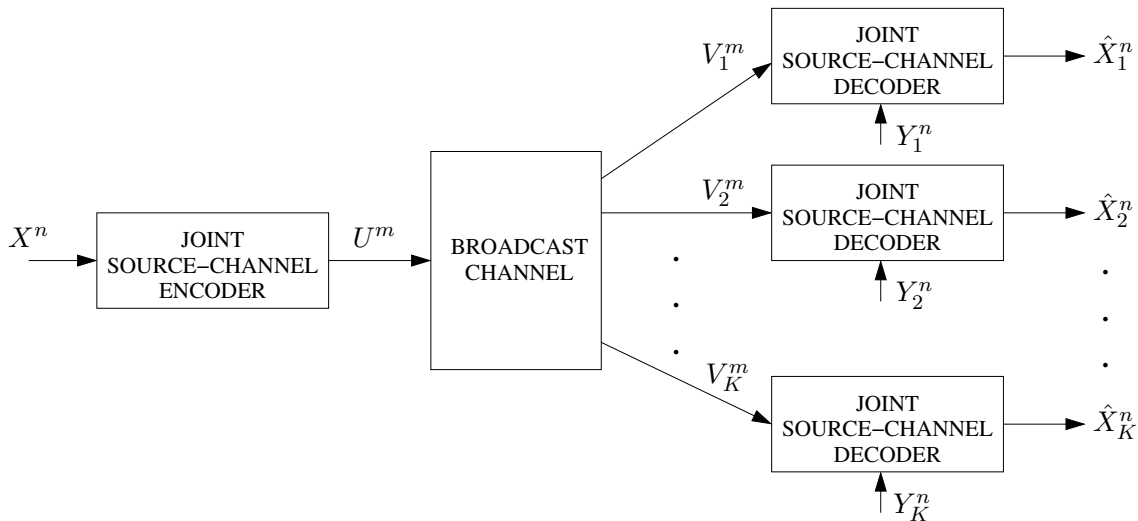 X^n
JOINT
SOURCE–CHANNEL
ENCODER
U^m
BROADCAST
CHANNEL
V_1^m
JOINT
SOURCE–CHANNEL
DECODER
X̂_1^n
Y_1^n
V_2^m
JOINT
SOURCE–CHANNEL
DECODER
X̂_2^n
Y_2^n
V_K^m
JOINT
SOURCE–CHANNEL
DECODER
X̂_K^n
Y_K^n